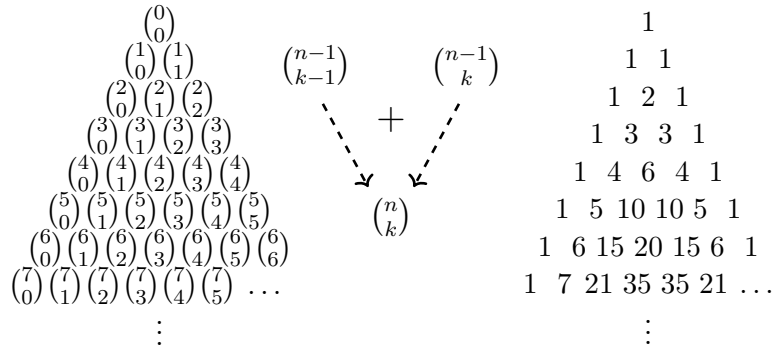 (0 0)
(1 0) (1 1)
(2 0) (2 1) (2 2)
(3 0) (3 1) (3 2) (3 3)
(4 0) (4 1) (4 2) (4 3) (4 4)
(5 0) (5 1) (5 2) (5 3) (5 4) (5 5)
(6 0) (6 1) (6 2) (6 3) (6 4) (6 5) (6 6)
(7 0) (7 1) (7 2) (7 3) (7 4) (7 5) …
⋮
(n−1 k−1) (n−1 k)
+
(n k)
1
1 1
1 2 1
1 3 3 1
1 4 6 4 1
1 5 10 10 5 1
1 6 15 20 15 6 1
1 7 21 35 35 21 …
⋮